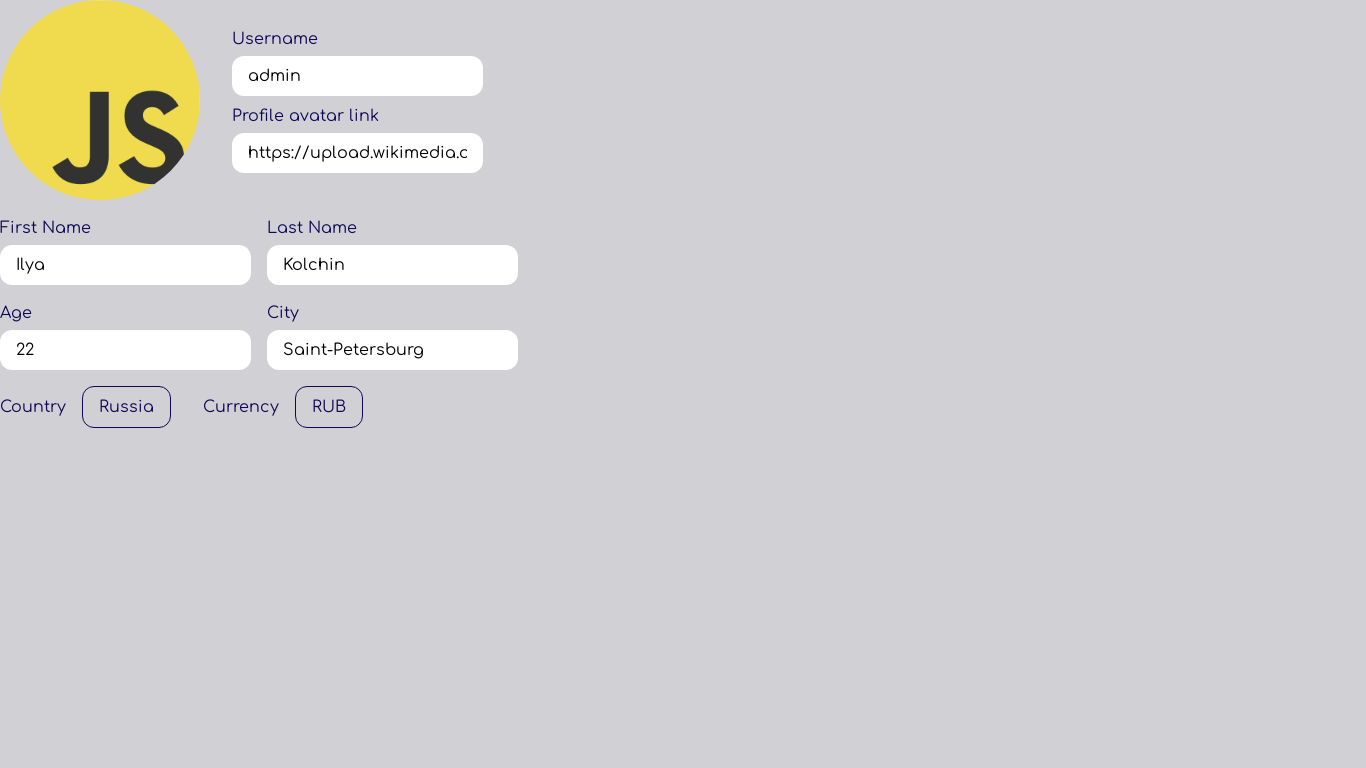 JS
Username
admin
Profile avatar link
https://upload.wikimedia.c
First Name
Last Name
Ilya
Kolchin
Age
City
22
Saint-Petersburg
Country
Russia
Currency
RUB